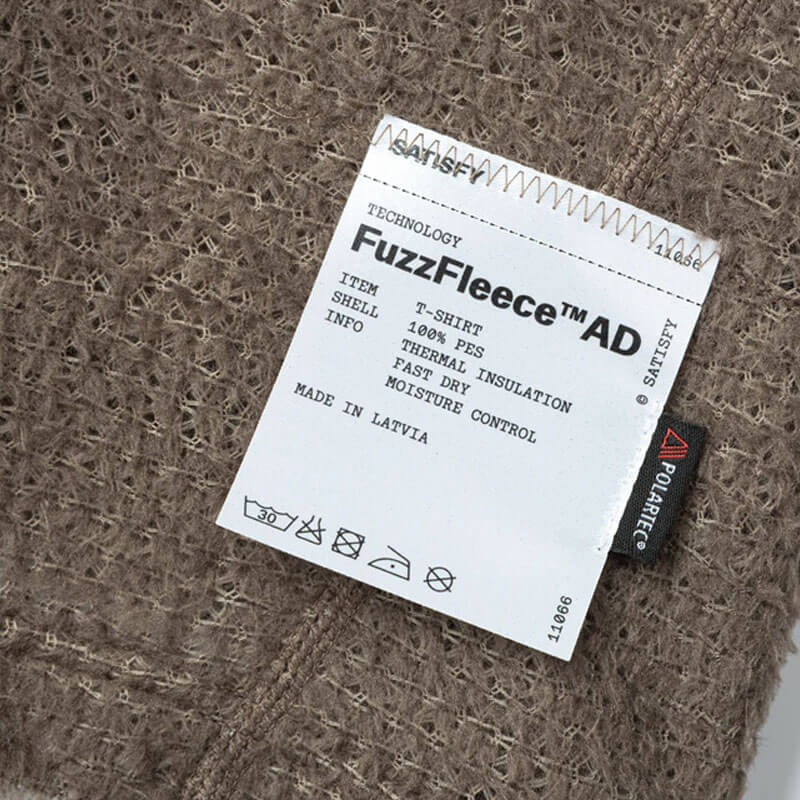 SATISFY
11066
TECHNOLOGY
FuzzFleece™AD
ITEM T-SHIRT
SHELL 100% PES
INFO THERMAL INSULATION
FAST DRY
MOISTURE CONTROL
MADE IN LATVIA
© SATISFY
POLARTEC®
30
11066